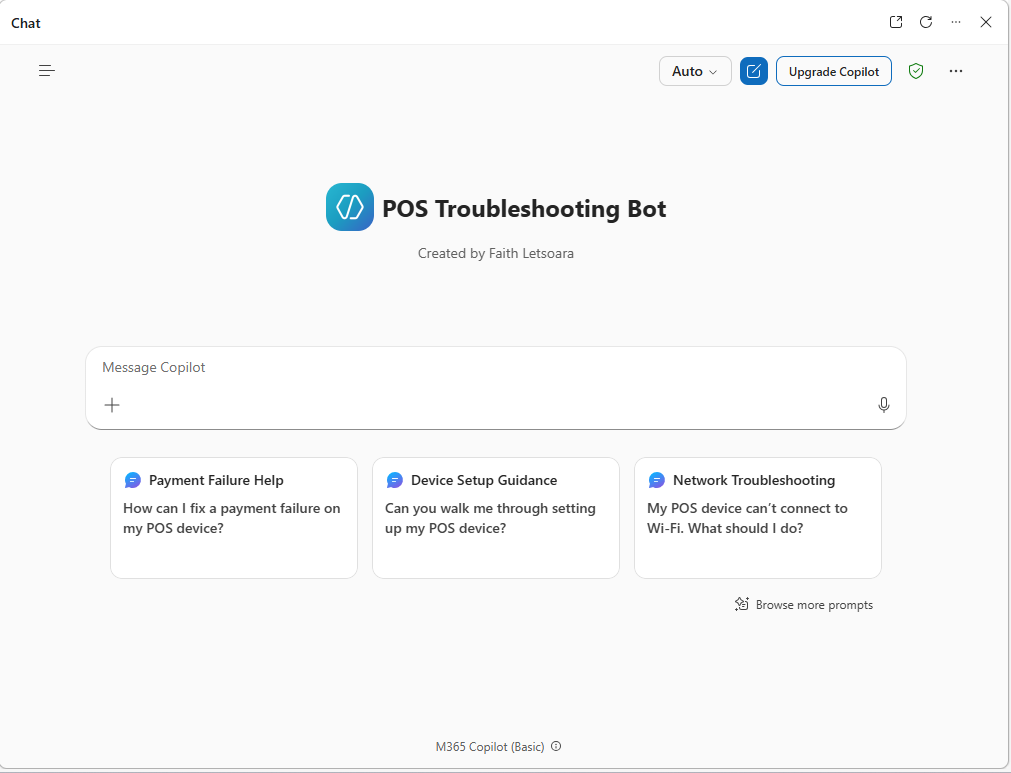 Chat
Auto
Upgrade Copilot
POS Troubleshooting Bot
Created by Faith Letsoara
Message Copilot
Payment Failure Help
How can I fix a payment failure on
my POS device?
Device Setup Guidance
Can you walk me through setting
up my POS device?
Network Troubleshooting
My POS device can’t connect to
Wi-Fi. What should I do?
Browse more prompts
M365 Copilot (Basic)